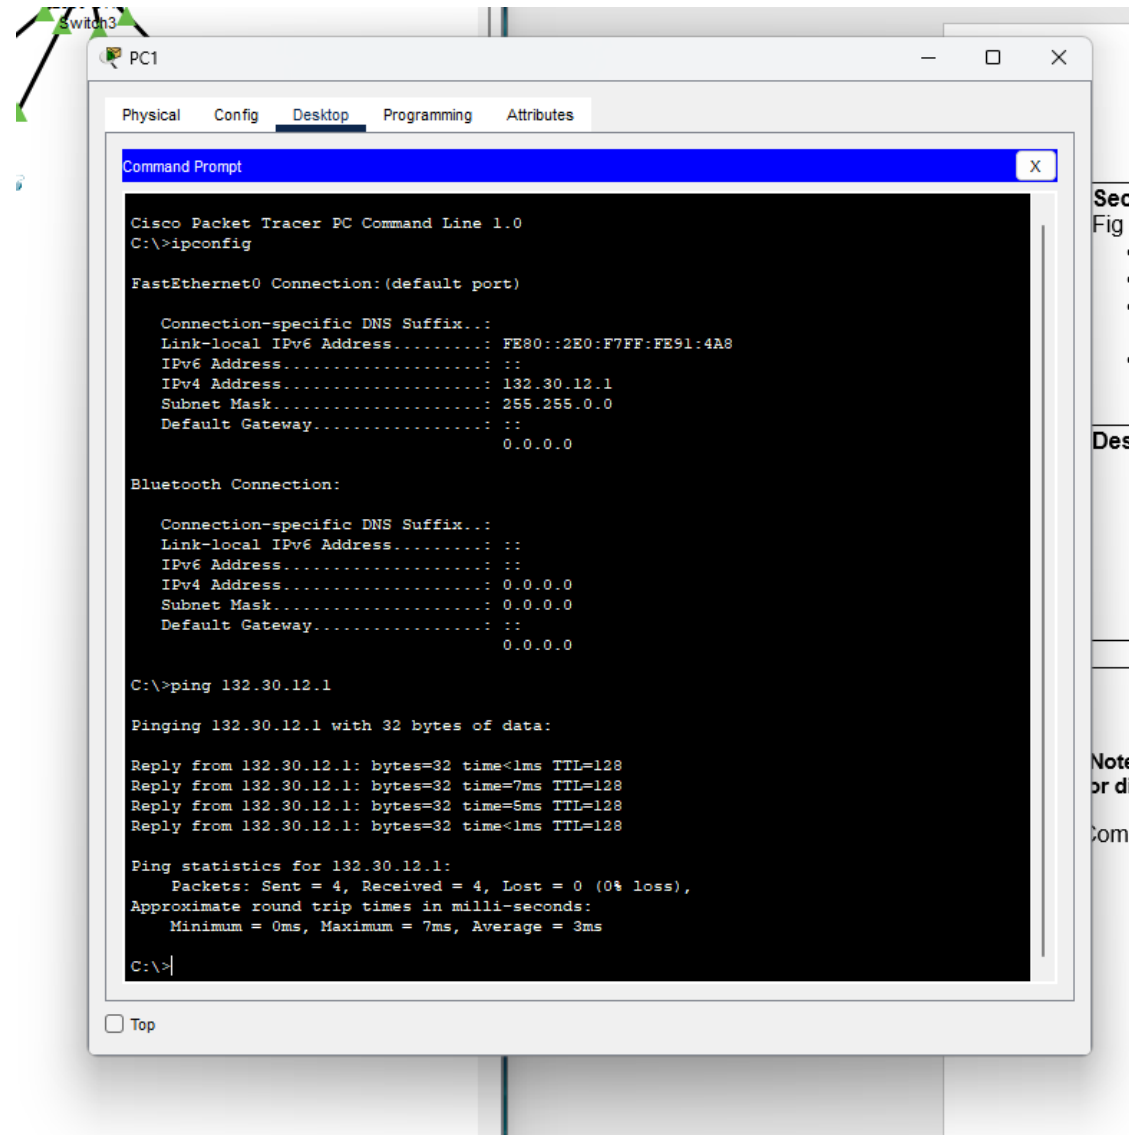 Switch3
PC1
Physical Config Desktop Programming Attributes
Command Prompt
X
Cisco Packet Tracer PC Command Line 1.0
C:\>ipconfig
FastEthernet0 Connection:(default port)
Connection-specific DNS Suffix..:
Link-local IPv6 Address.........: FE80::2E0:F7FF:FE91:4A8
IPv6 Address....................: ::
IPv4 Address....................: 132.30.12.1
Subnet Mask.....................: 255.255.0.0
Default Gateway.................: ::
0.0.0.0
Bluetooth Connection:
Connection-specific DNS Suffix..:
Link-local IPv6 Address.........: ::
IPv6 Address....................: ::
IPv4 Address....................: 0.0.0.0
Subnet Mask.....................: 0.0.0.0
Default Gateway.................: ::
0.0.0.0
C:\>ping 132.30.12.1
Pinging 132.30.12.1 with 32 bytes of data:
Reply from 132.30.12.1: bytes=32 time<1ms TTL=128
Reply from 132.30.12.1: bytes=32 time=7ms TTL=128
Reply from 132.30.12.1: bytes=32 time=5ms TTL=128
Reply from 132.30.12.1: bytes=32 time<1ms TTL=128
Ping statistics for 132.30.12.1:
Packets: Sent = 4, Received = 4, Lost = 0 (0% loss),
Approximate round trip times in milli-seconds:
Minimum = 0ms, Maximum = 7ms, Average = 3ms
C:\>
Top
Sec
Fig
Des
Note
or di
Com